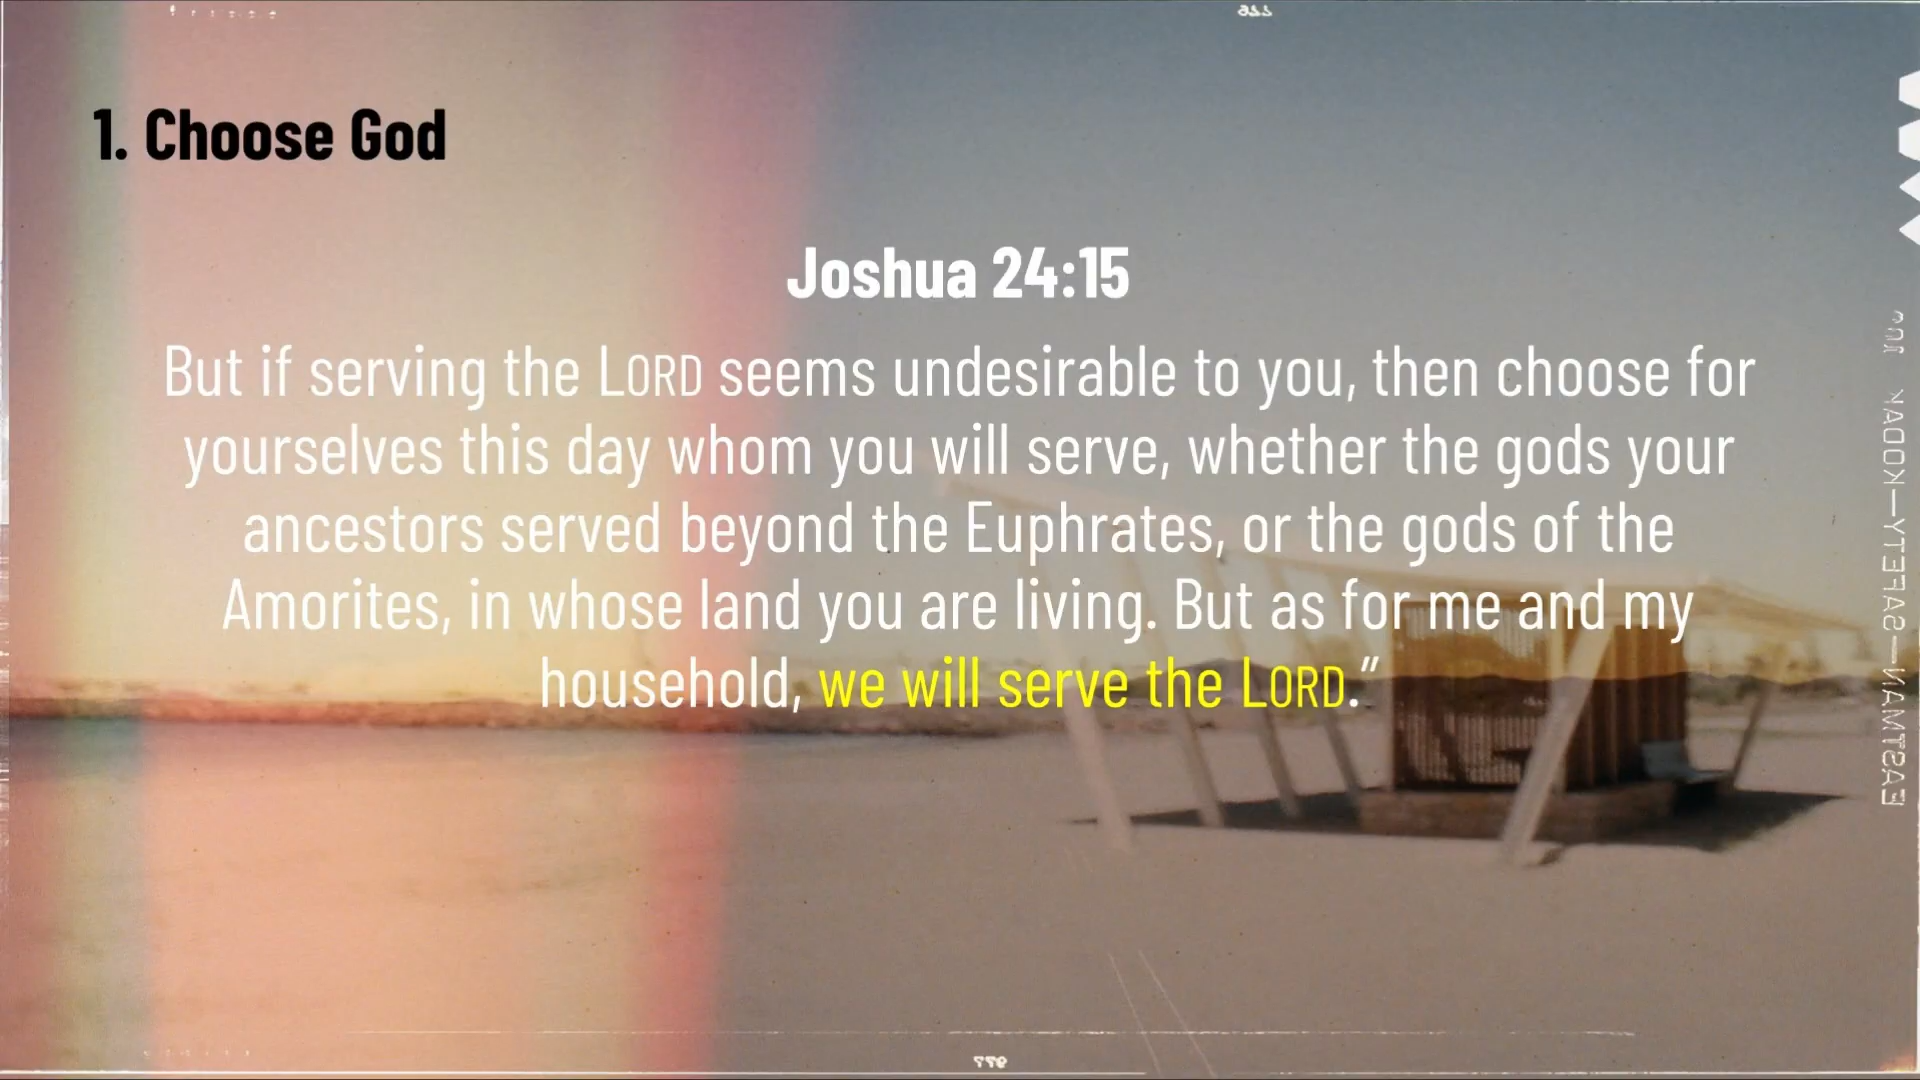 1. Choose God
Joshua 24:15
But if serving the LORD seems undesirable to you, then choose for
yourselves this day whom you will serve, whether the gods your
ancestors served beyond the Euphrates, or the gods of the
Amorites, in whose land you are living. But as for me and my
household, we will serve the LORD.”
EASTMAN—SAFETY—KODAK